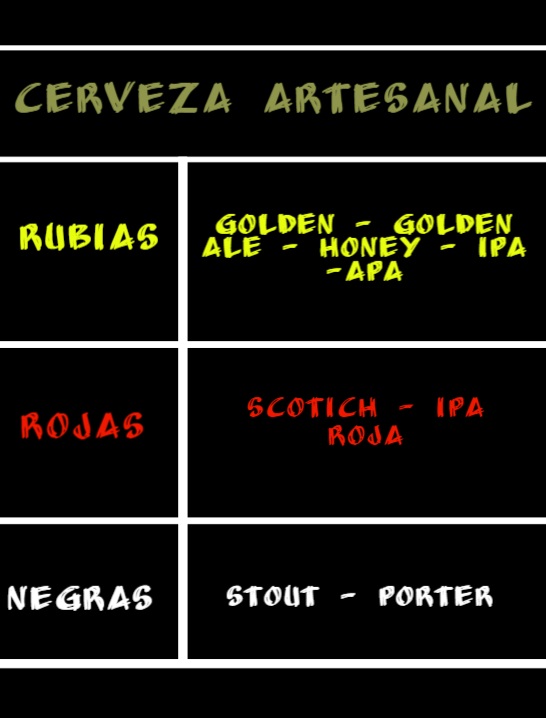 CERVEZA ARTESANAL
RUBIAS
GOLDEN - GOLDEN
ALE - HONEY - IPA
-APA
ROJAS
SCOTICH - IPA
ROJA
NEGRAS
STOUT - PORTER